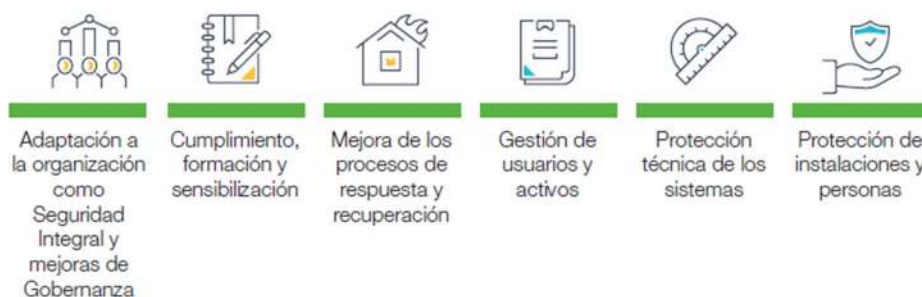 Adaptación a
la organización
como
Seguridad
Integral y
mejoras de
Gobernanza
Cumplimiento,
formación y
sensibilización
Mejora de los
procesos de
respuesta y
recuperación
Gestión de
usuarios y
activos
Protección
técnica de los
sistemas
Protección de
instalaciones y
personas